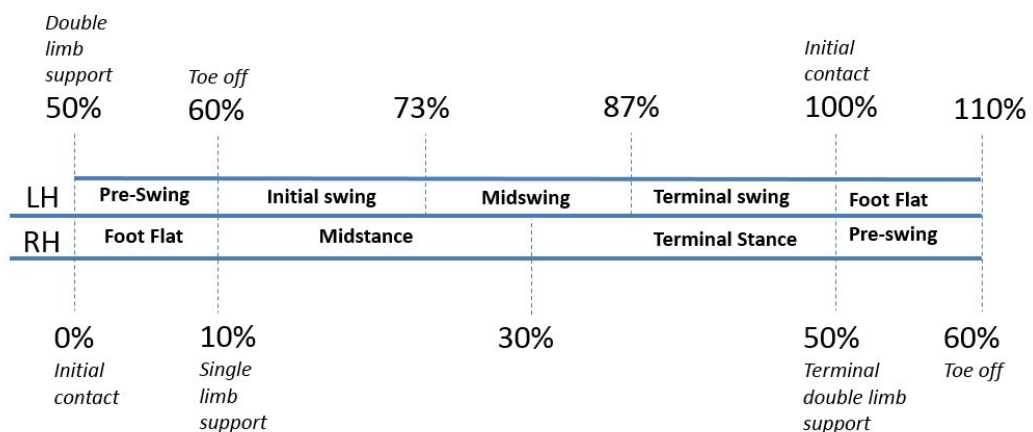 Double
limb
support
Toe off
Initial
contact
50%
60%
73%
87%
100%
110%
LH
Pre-Swing
Initial swing
Midswing
Terminal swing
Foot Flat
RH
Foot Flat
Midstance
Terminal Stance
Pre-swing
0%
10%
30%
50%
60%
Initial
contact
Single
limb
support
Terminal
double limb
support
Toe off